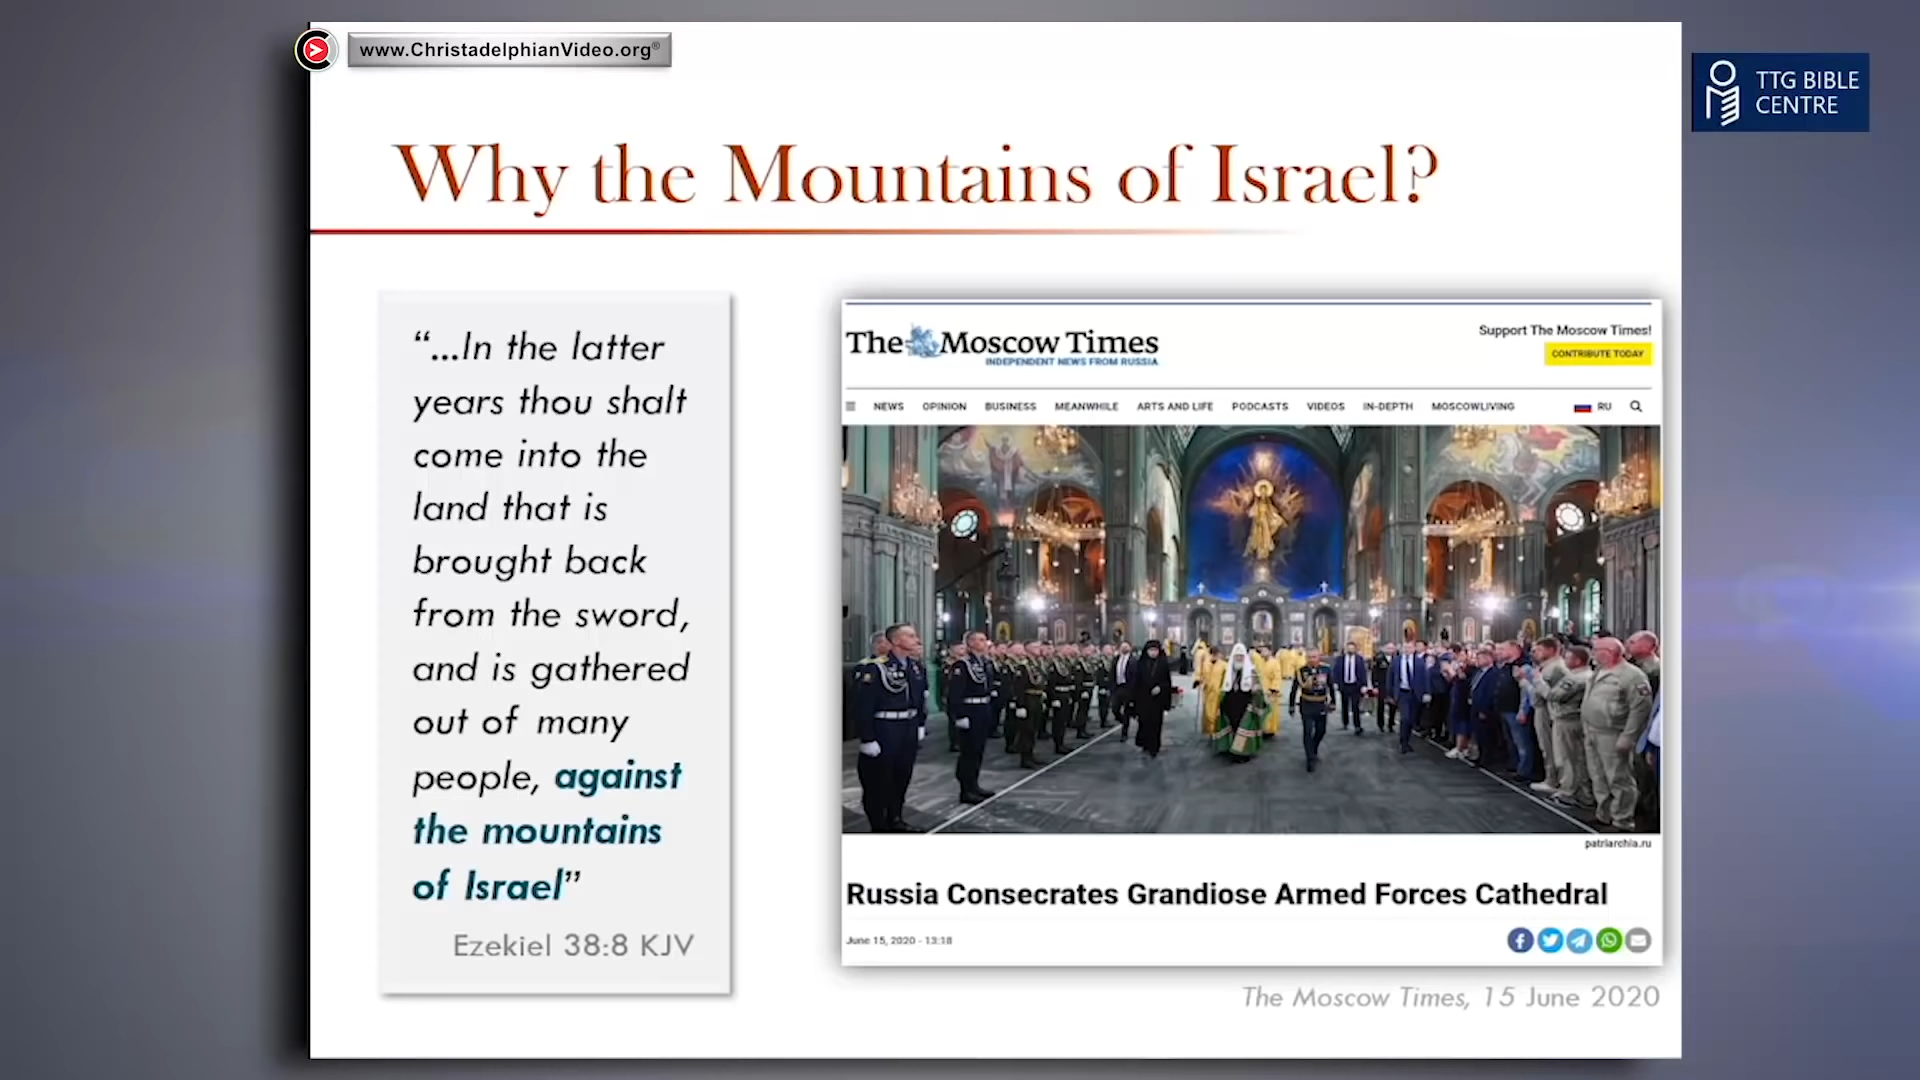 www.ChristadelphianVideo.org®
TTG BIBLE
CENTRE
Why the Mountains of Israel?
“...In the latter
years thou shalt
come into the
land that is
brought back
from the sword,
and is gathered
out of many
people, against
the mountains
of Israel”
Ezekiel 38:8 KJV
The Moscow Times
INDEPENDENT NEWS FROM RUSSIA
Support The Moscow Times!
CONTRIBUTE TODAY
NEWS OPINION BUSINESS MEANWHILE ARTS AND LIFE PODCASTS VIDEOS IN-DEPTH MOSCOWLIVING RU
patriarchia.ru
Russia Consecrates Grandiose Armed Forces Cathedral
June 15, 2020 - 13:18
The Moscow Times, 15 June 2020